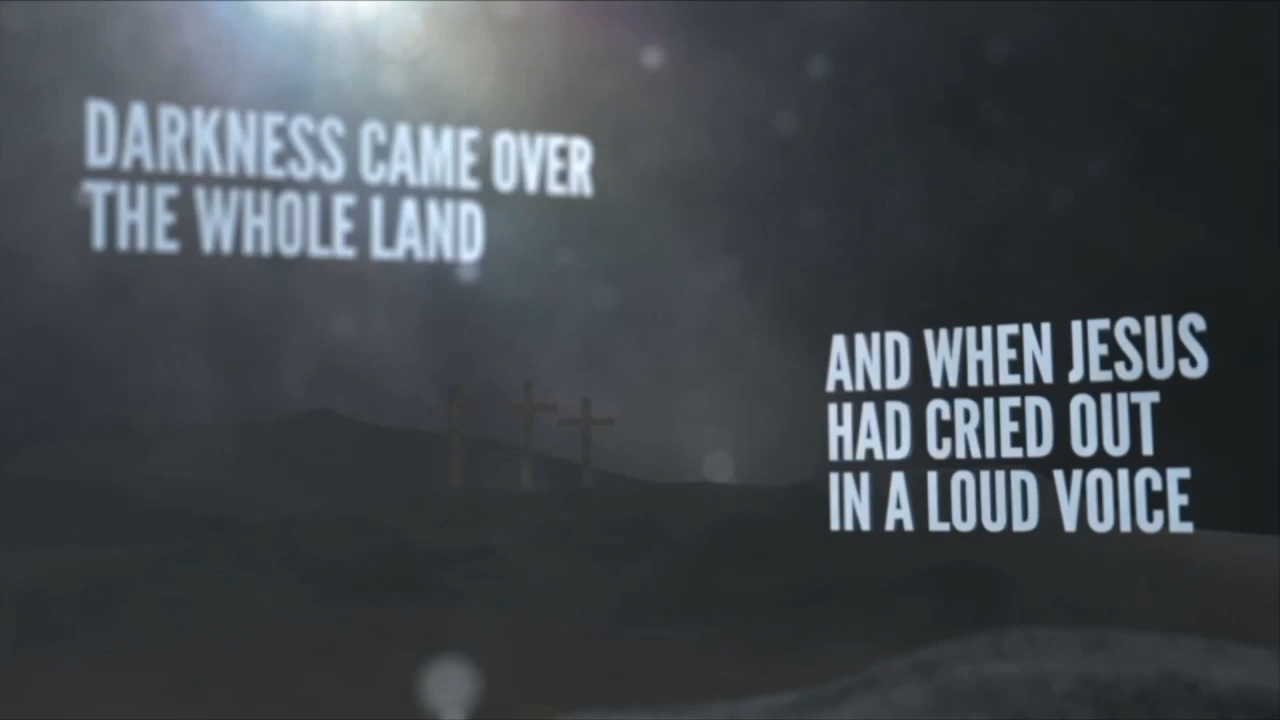 DARKNESS CAME OVER
THE WHOLE LAND
AND WHEN JESUS
HAD CRIED OUT
IN A LOUD VOICE